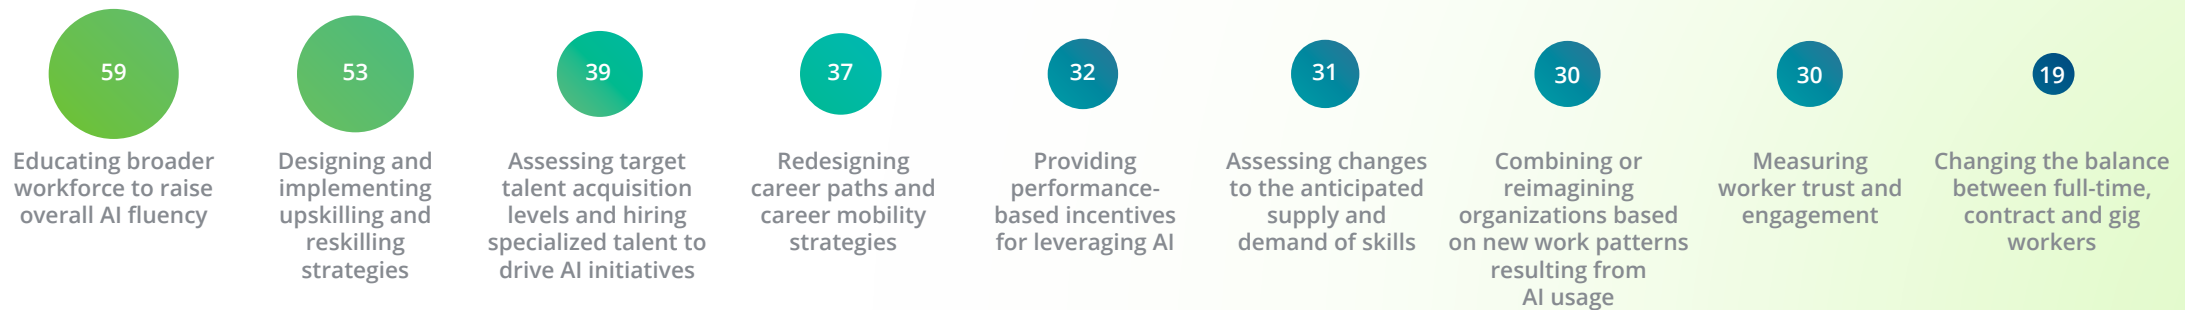 59
Educating broader
workforce to raise
overall AI fluency
53
Designing and
implementing
upskilling and
reskilling
strategies
39
Assessing target
talent acquisition
levels and hiring
specialized talent to
drive AI initiatives
37
Redesigning
career paths and
career mobility
strategies
32
Providing
performance-
based incentives
for leveraging AI
31
Assessing changes
to the anticipated
supply and
demand of skills
30
Combining or
reimagining
organizations based
on new work patterns
resulting from
AI usage
30
Measuring
worker trust and
engagement
19
Changing the balance
between full-time,
contract and gig
workers